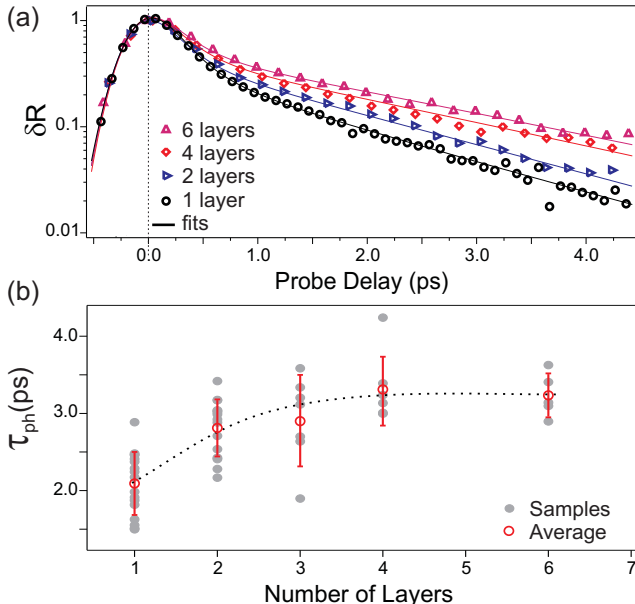 (a)
1
0.1
0.01
δR
6 layers
4 layers
2 layers
1 layer
fits
0.0 1.0 2.0 3.0 4.0
Probe Delay (ps)
(b)
4.0
3.0
2.0
τph(ps)
Samples
Average
1 2 3 4 5 6 7
Number of Layers